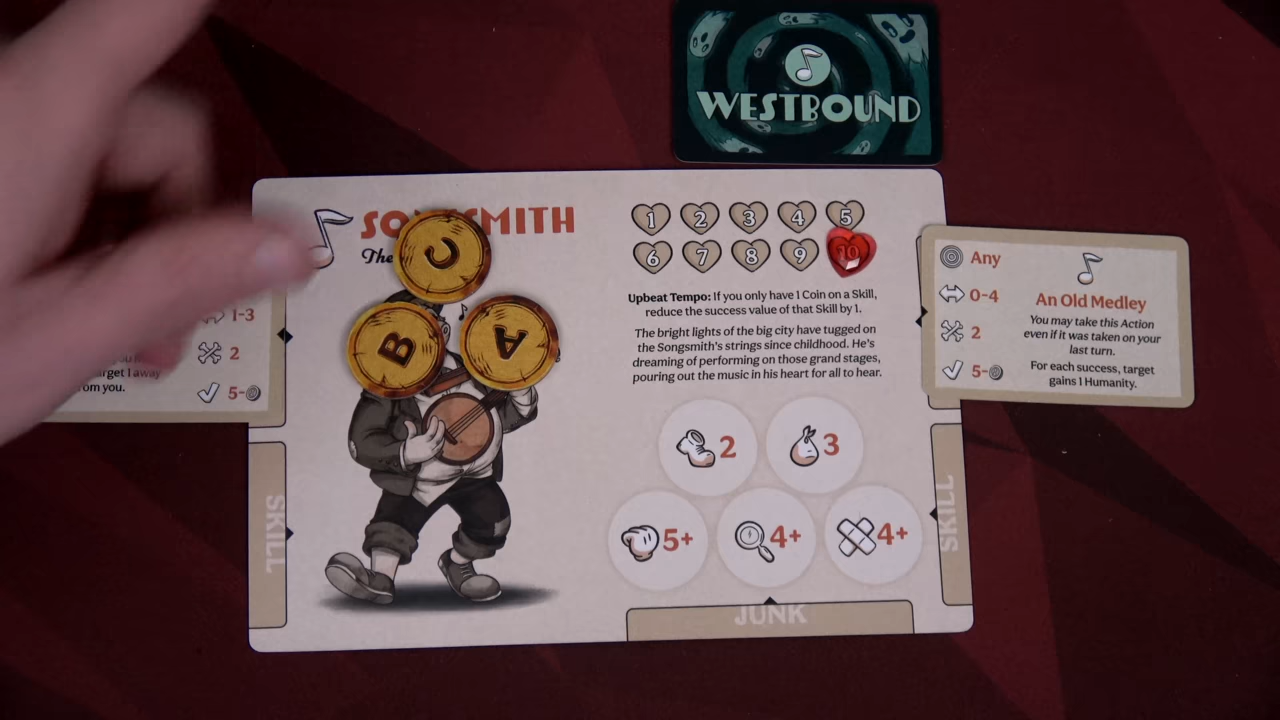 WESTBOUND
SO SMITH
The
C
B
A
1 2 3 4 5
6 7 8 9 10
Upbeat Tempo: If you only have 1 Coin on a Skill,
reduce the success value of that Skill by 1.
The bright lights of the big city have tugged on
the Songsmith's strings since childhood. He's
dreaming of performing on those grand stages,
pouring out the music in his heart for all to hear.
2
3
5+
4+
4+
SKILL
SKILL
JUNK
1-3
2
5-
target 1 away
from you.
Any
0-4
2
5-
An Old Medley
You may take this Action
even if it was taken on your
last turn.
For each success, target
gains 1 Humanity.